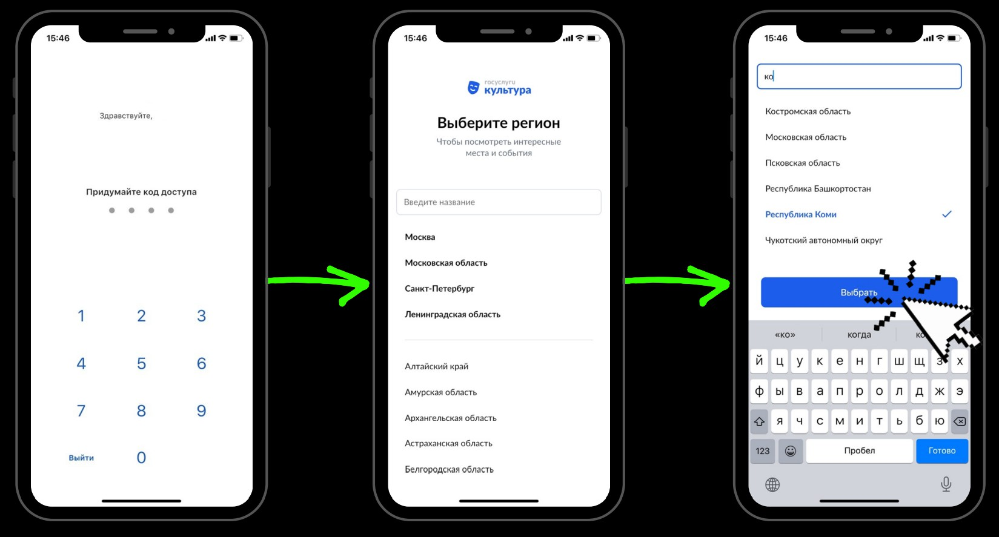 15:46
Здравствуйте,
Придумайте код доступа
1 2 3
4 5 6
7 8 9
Выйти 0
15:46
госуслуги
культура
Выберите регион
Чтобы посмотреть интересные
места и события
Введите название
Москва
Московская область
Санкт-Петербург
Ленинградская область
Алтайский край
Амурская область
Архангельская область
Астраханская область
Белгородская область
15:46
ко
Костромская область
Московская область
Псковская область
Республика Башкортостан
Республика Коми
Чукотский автономный округ
Выбрать
«ко» когда
й ц у к е н г ш щ з х
ф ы в а п р о л д ж э
я ч с м и т ь б ю
123 Пробел Готово